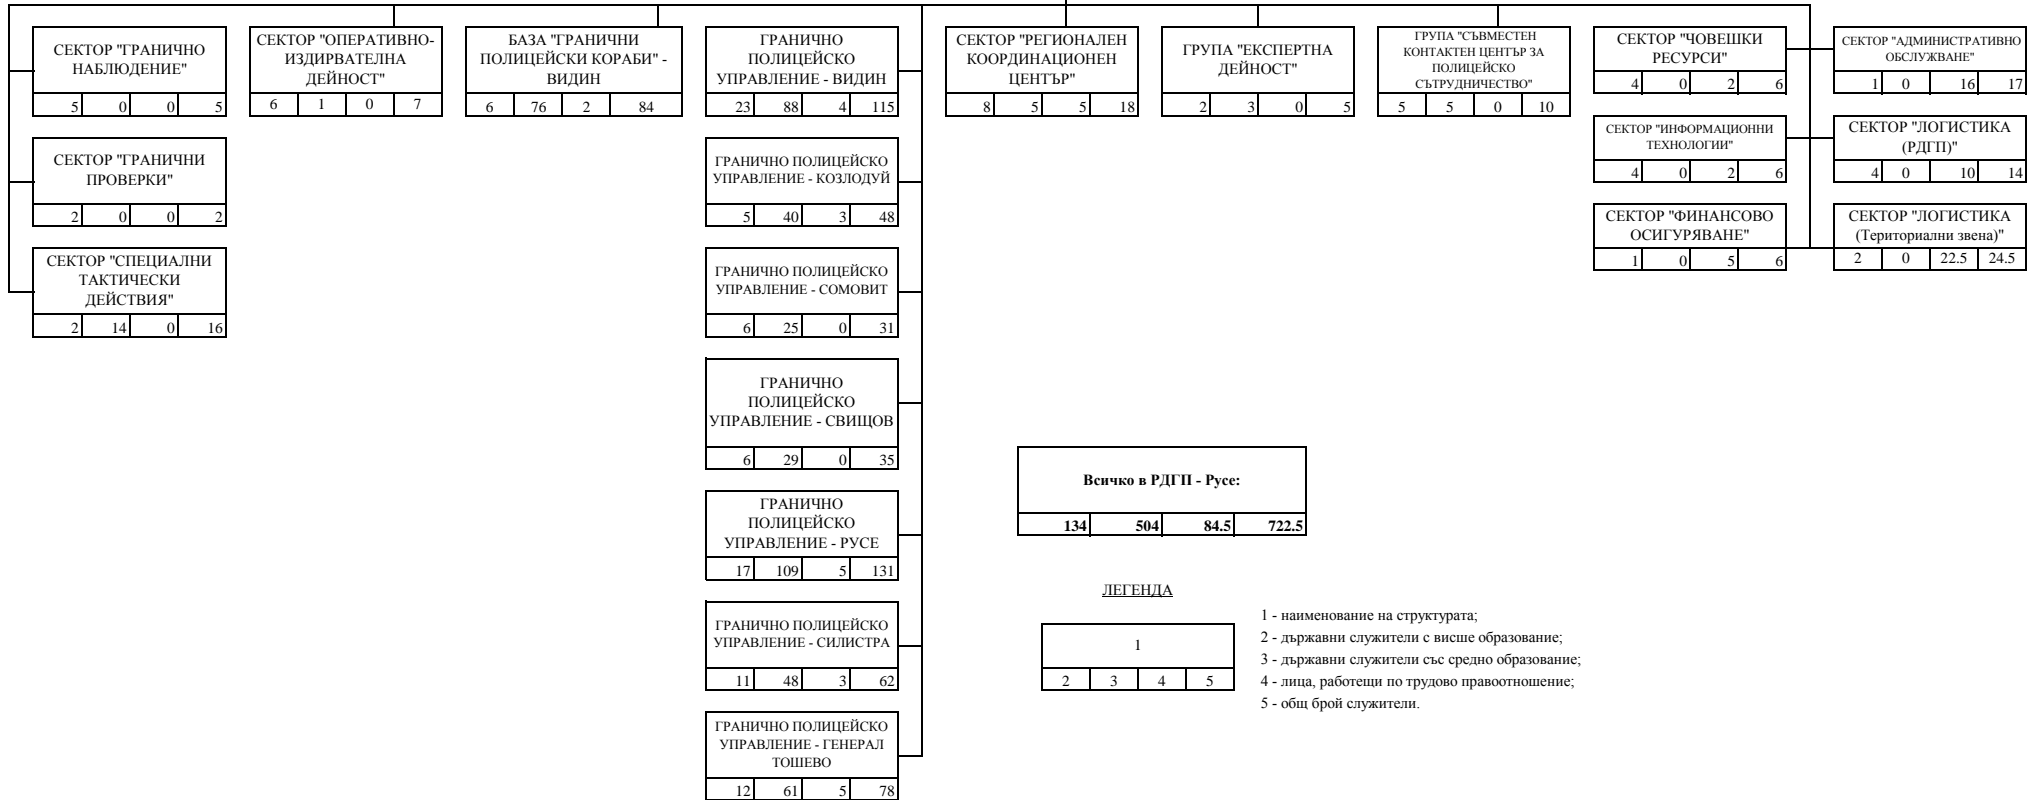 СЕКТОР "ГРАНИЧНО
НАБЛЮДЕНИЕ"
5 0 0 5
СЕКТОР "ГРАНИЧНИ
ПРОВЕРКИ"
2 0 0 2
СЕКТОР "СПЕЦИАЛНИ
ТАКТИЧЕСКИ
ДЕЙСТВИЯ"
2 14 0 16
СЕКТОР "ОПЕРАТИВНО-
ИЗДИРВАТЕЛНА
ДЕЙНОСТ"
6 1 0 7
БАЗА "ГРАНИЧНИ
ПОЛИЦЕЙСКИ КОРАБИ" -
ВИДИН
6 76 2 84
ГРАНИЧНО
ПОЛИЦЕЙСКО
УПРАВЛЕНИЕ - ВИДИН
23 88 4 115
ГРАНИЧНО ПОЛИЦЕЙСКО
УПРАВЛЕНИЕ - КОЗЛОДУЙ
5 40 3 48
ГРАНИЧНО ПОЛИЦЕЙСКО
УПРАВЛЕНИЕ - СОМОВИТ
6 25 0 31
ГРАНИЧНО
ПОЛИЦЕЙСКО
УПРАВЛЕНИЕ - СВИЩОВ
6 29 0 35
ГРАНИЧНО
ПОЛИЦЕЙСКО
УПРАВЛЕНИЕ - РУСЕ
17 109 5 131
ГРАНИЧНО ПОЛИЦЕЙСКО
УПРАВЛЕНИЕ - СИЛИСТРА
11 48 3 62
ГРАНИЧНО ПОЛИЦЕЙСКО
УПРАВЛЕНИЕ - ГЕНЕРАЛ
ТОШЕВО
12 61 5 78
СЕКТОР "РЕГИОНАЛЕН
КООРДИНАЦИОНЕН
ЦЕНТЪР"
8 5 5 18
ГРУПА "ЕКСПЕРТНА
ДЕЙНОСТ"
2 3 0 5
ГРУПА "СЪВМЕСТЕН
КОНТАКТЕН ЦЕНТЪР ЗА
ПОЛИЦЕЙСКО
СЪТРУДНИЧЕСТВО"
5 5 0 10
СЕКТОР "ЧОВЕШКИ
РЕСУРСИ"
4 0 2 6
СЕКТОР "АДМИНИСТРАТИВНО
ОБСЛУЖВАНЕ"
1 0 16 17
СЕКТОР "ИНФОРМАЦИОННИ
ТЕХНОЛОГИИ"
4 0 2 6
СЕКТОР "ЛОГИСТИКА
(РДГП)"
4 0 10 14
СЕКТОР "ФИНАНСОВО
ОСИГУРЯВАНЕ"
1 0 5 6
СЕКТОР "ЛОГИСТИКА
(Териториални звена)"
2 0 22.5 24.5
Всичко в РДГП - Русе:
134 504 84.5 722.5
ЛЕГЕНДА
1
2 3 4 5
1 - наименование на структурата;
2 - държавни служители с висше образование;
3 - държавни служители със средно образование;
4 - лица, работещи по трудово правоотношение;
5 - общ брой служители.